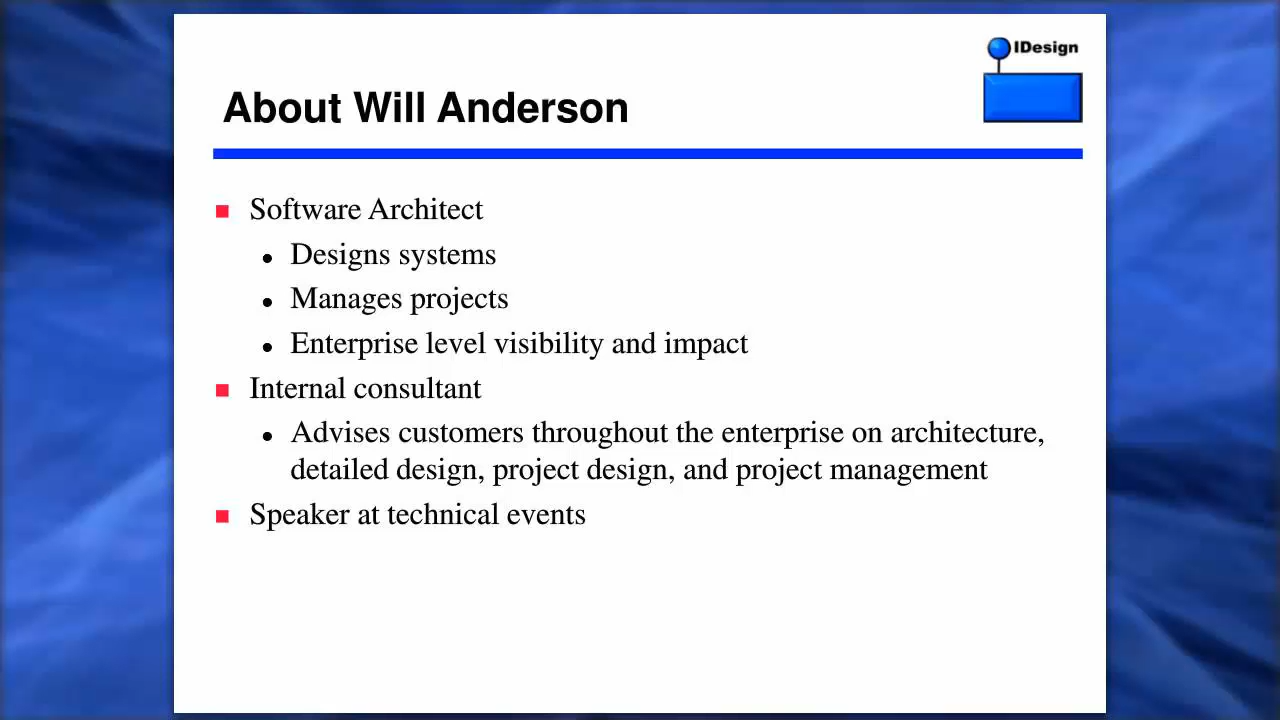 IDesign
About Will Anderson
Software Architect
Designs systems
Manages projects
Enterprise level visibility and impact
Internal consultant
Advises customers throughout the enterprise on architecture,
detailed design, project design, and project management
Speaker at technical events